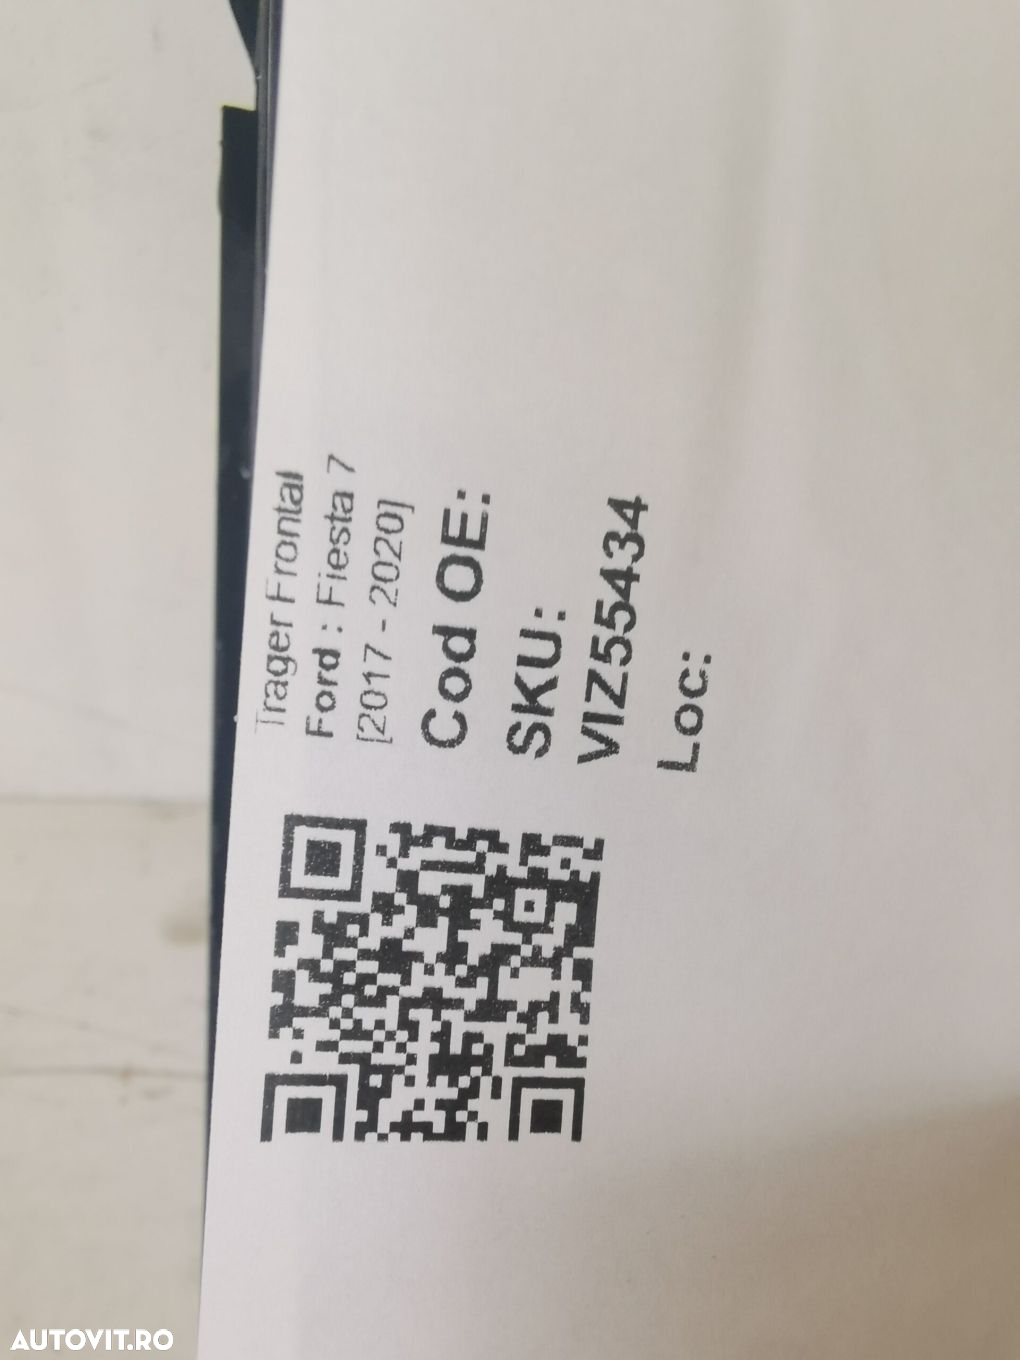 Trager Frontal
Ford : Fiesta 7
[2017 - 2020]
Cod OE:
SKU:
VIZ55434
Loc:
AUTOVIT.RO